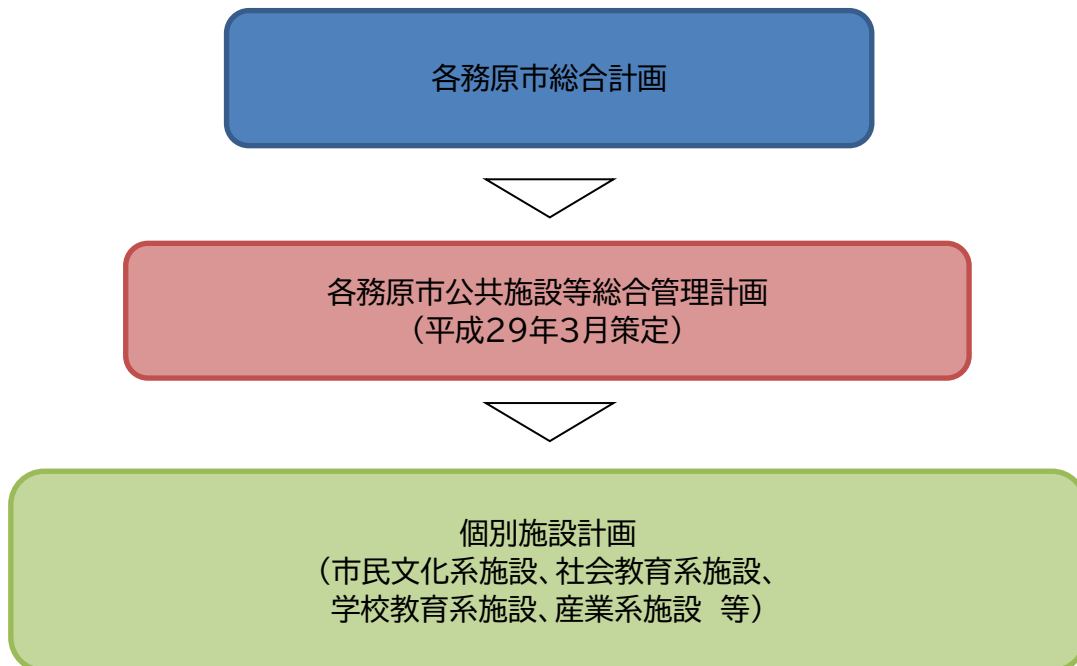 各務原市総合計画
各務原市公共施設等総合管理計画
（平成29年3月策定）
個別施設計画
（市民文化系施設、社会教育系施設、
学校教育系施設、産業系施設　等）